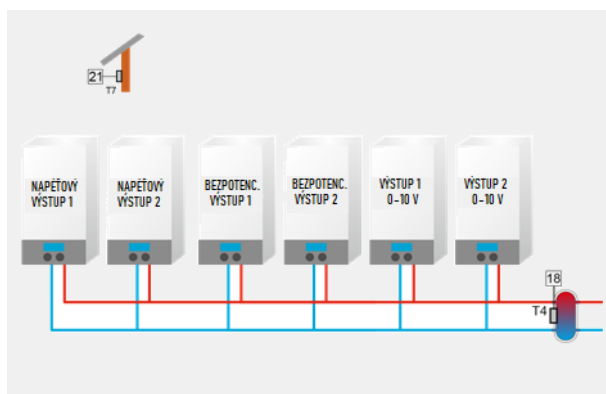 21
T7
NAPĚŤOVÝ
VÝSTUP 1
NAPĚŤOVÝ
VÝSTUP 2
BEZPOTENC.
VÝSTUP 1
BEZPOTENC.
VÝSTUP 2
VÝSTUP 1
0-10 V
VÝSTUP 2
0-10 V
18
T4